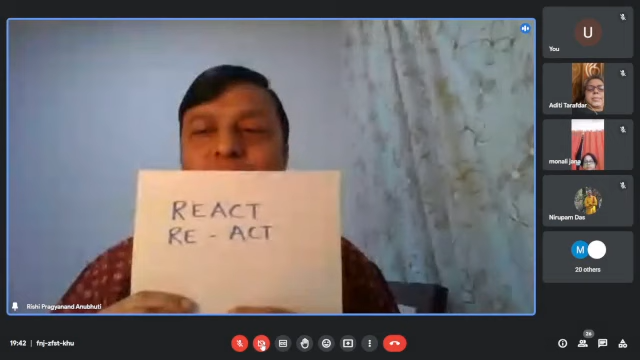 REACT
RE - ACT
Rishi Pragyanand Anubhuti
U
You
Aditi Tarafdar
monali jana
Nirupam Das
M
20 others
19:42 | fnj-zfst-khu
26